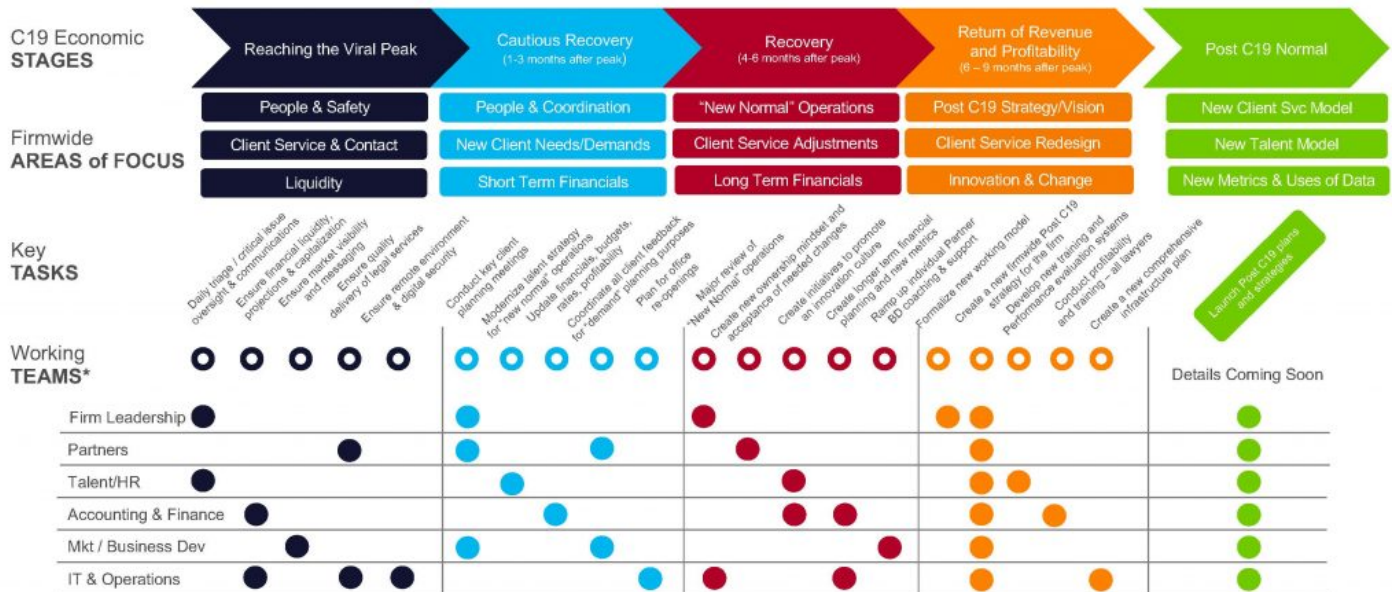 C19 Economic
STAGES
Reaching the Viral Peak
Cautious Recovery
(1-3 months after peak)
Recovery
(4-6 months after peak)
Return of Revenue
and Profitability
(6 – 9 months after peak)
Post C19 Normal
Firmwide
AREAS of FOCUS
People & Safety
People & Coordination
"New Normal" Operations
Post C19 Strategy/Vision
New Client Svc Model
Client Service & Contact
New Client Needs/Demands
Client Service Adjustments
Client Service Redesign
New Talent Model
Liquidity
Short Term Financials
Long Term Financials
Innovation & Change
New Metrics & Uses of Data
Key
TASKS
Daily triage / critical issue
oversight & communications
Ensure financial liquidity,
projections & capitalization
Ensure market visibility
and messaging
Ensure quality
delivery of legal services
Ensure remote environment
& digital security
Conduct key client
planning meetings
Modernize talent strategy
for "new normal" operations
Update financials, budgets,
rates, profitability
Coordinate all client feedback
for "demand" planning purposes
Plan for office
re-openings
Major review of
"New Normal" operations
Create new ownership mindset and
acceptance of needed changes
Create initiatives to promote
an innovation culture
Create longer term financial
planning and new metrics
Ramp up individual Partner
BD coaching & support
Formalize new working model
Create a new firmwide Post C19
strategy for the firm
Develop new training and
Performance evaluation systems
Conduct profitability
and training – all lawyers
Create a new comprehensive
infrastructure plan
Launch Post C19 plans
and strategies
Working
TEAMS*
Details Coming Soon
Firm Leadership
Partners
Talent/HR
Accounting & Finance
Mkt / Business Dev
IT & Operations